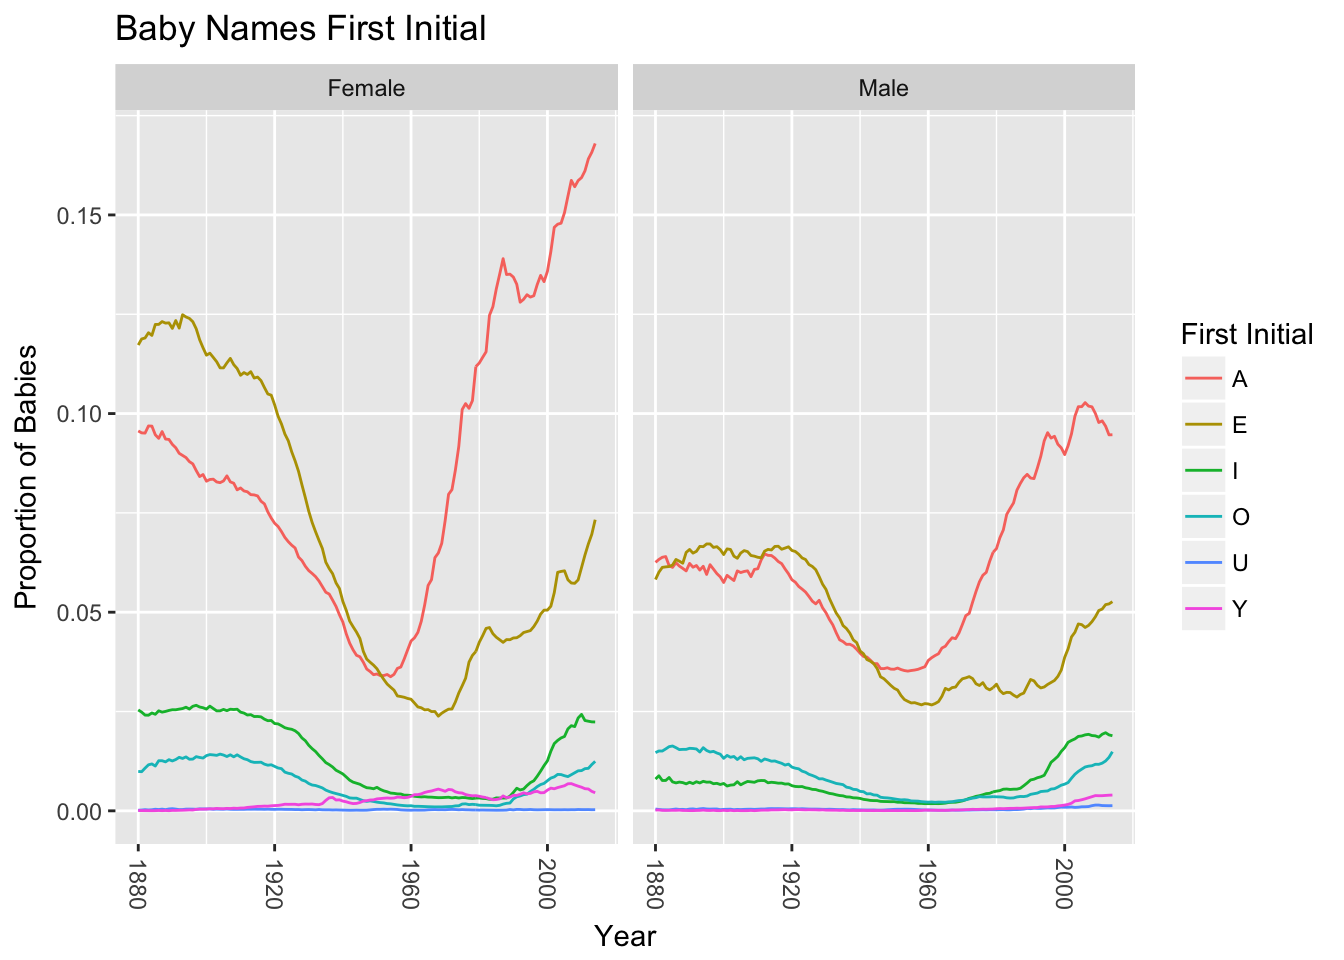 Baby Names First Initial
Female
Male
0.15
0.10
0.05
0.00
Proportion of Babies
1880
1920
1960
2000
1880
1920
1960
2000
Year
First Initial
A
E
I
O
U
Y